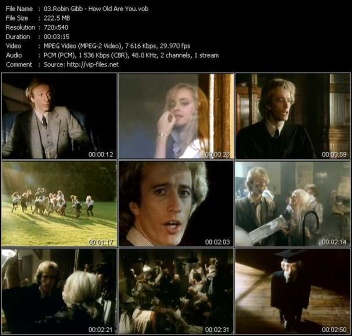 File Name : 03.Robin Gibb - How Old Are You.vob
File Size : 222.5 MB
Resolution : 720x540
Duration : 00:03:15
Video : MPEG Video (MPEG-2 Video), 7 616 Kbps, 29.970 fps
Audio : PCM (PCM), 1 536 Kbps (CBR), 48.0 KHz, 2 channels, 1 stream
Comment : Source: http://vip-files.net
00:00:12
00:02:59
00:01:17
00:02:03
00:02:14
00:02:21
00:02:31
00:02:50